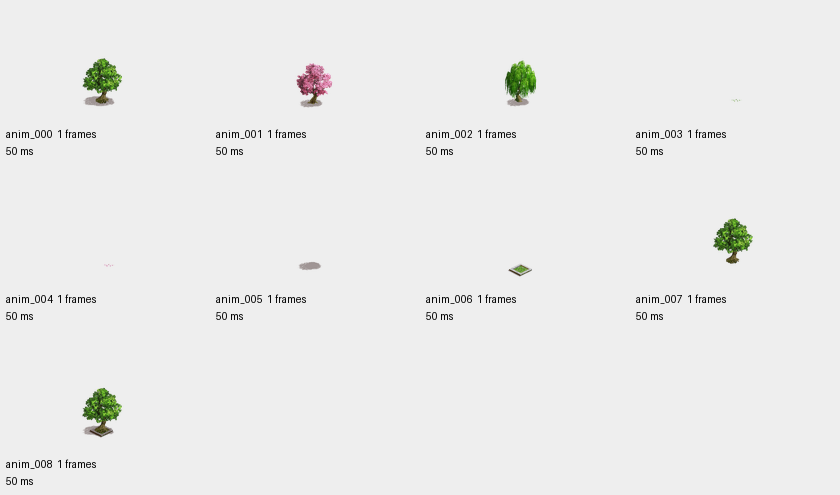 anim_000 1 frames
50 ms
anim_001 1 frames
50 ms
anim_002 1 frames
50 ms
anim_003 1 frames
50 ms
anim_004 1 frames
50 ms
anim_005 1 frames
50 ms
anim_006 1 frames
50 ms
anim_007 1 frames
50 ms
anim_008 1 frames
50 ms